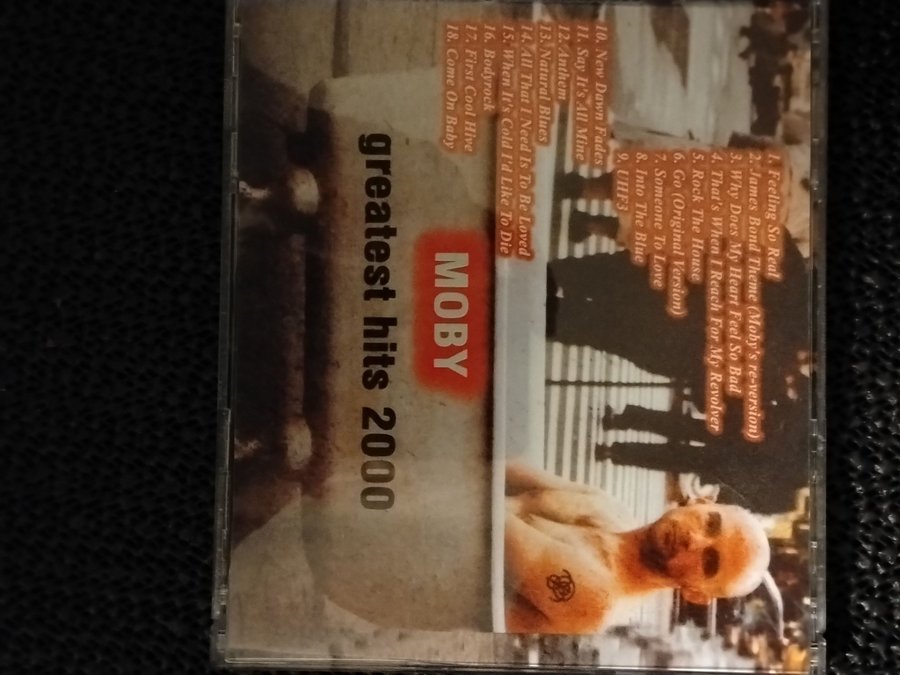 1. Feeling So Real
2. James Bond Theme (Moby's re-version)
3. Why Does My Heart Feel So Bad
4. That's When I Reach For My Revolver
5. Rock The House
6. Go (Original Version)
7. Someone To Love
8. Into The Blue
9. UHF3
10. New Dawn Fades
11. Say It's All Mine
12. Anthem
13. Natural Blues
14. All That I Need Is To Be Loved
15. When It's Cold I'd Like To Die
16. Bodyrock
17. First Cool Hive
18. Come On Baby
MOBY
greatest hits 2000